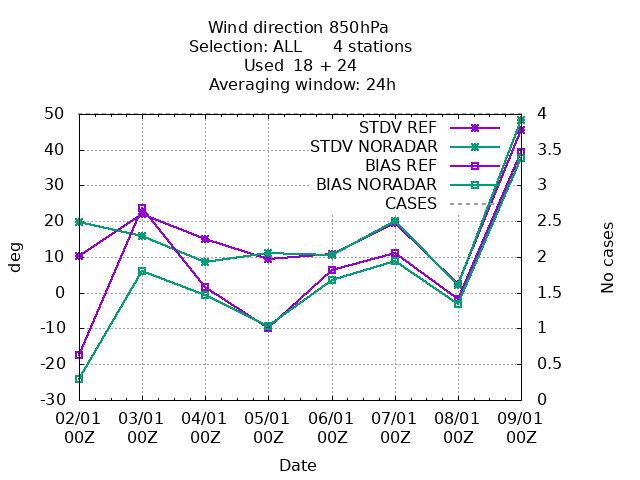 Wind direction 850hPa
Selection: ALL 4 stations
Used 18 + 24
Averaging window: 24h
50
40
30
20
10
0
-10
-20
-30
4
3.5
3
2.5
2
1.5
1
0.5
0
deg
No cases
STDV REF
STDV NORADAR
BIAS REF
BIAS NORADAR
CASES
02/01 03/01 04/01 05/01 06/01 07/01 08/01 09/01
00Z 00Z 00Z 00Z 00Z 00Z 00Z 00Z
Date